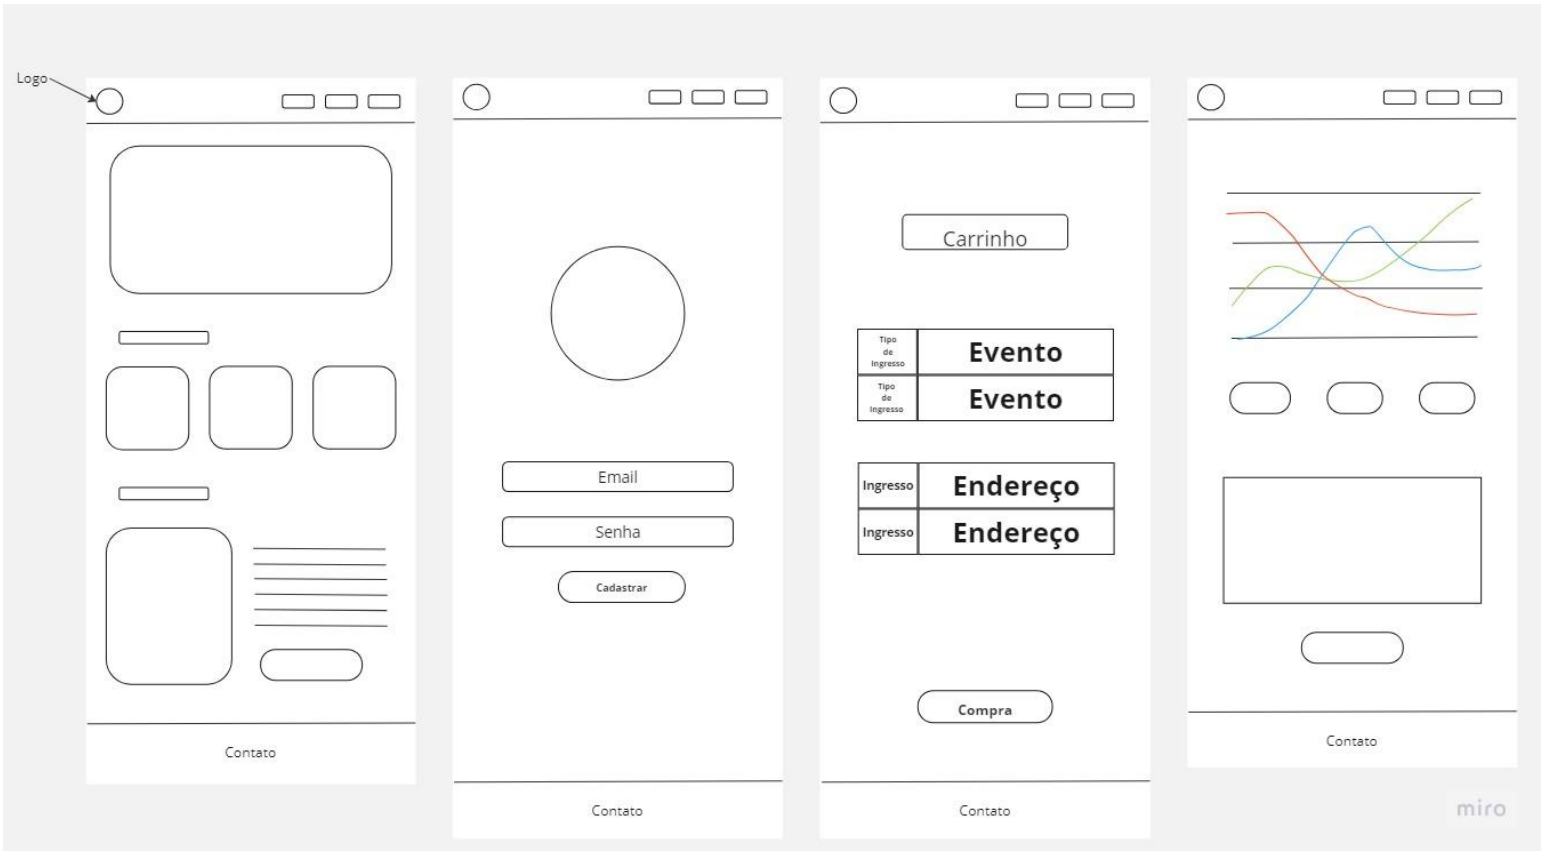 Logo
Contato
Email
Senha
Cadastrar
Contato
Carrinho
Tipo
de
Ingresso
Evento
Tipo
de
Ingresso
Evento
Ingresso
Endereço
Ingresso
Endereço
Compra
Contato
Contato
miro